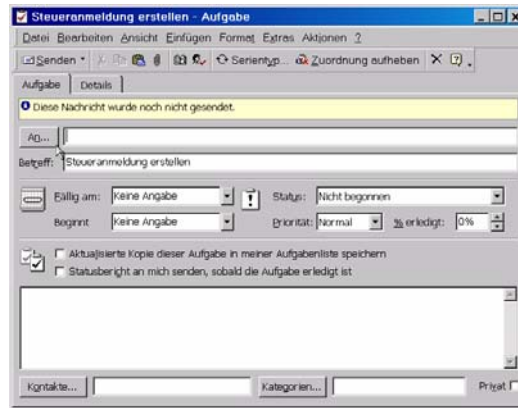 Steueranmeldung erstellen - Aufgabe
Datei Bearbeiten Ansicht Einfügen Format Extras Aktionen ?
Senden Serientyp... Zuordnung aufheben
Aufgabe Details
Diese Nachricht wurde noch nicht gesendet.
An...
Betreff: Steueranmeldung erstellen
Fällig am: Keine Angabe Status: Nicht begonnen
Beginnt Keine Angabe Priorität: Normal % erledigt: 0%
Aktualisierte Kopie dieser Aufgabe in meiner Aufgabenliste speichern
Statusbericht an mich senden, sobald die Aufgabe erledigt ist
Kontakte... Kategorien... Privat